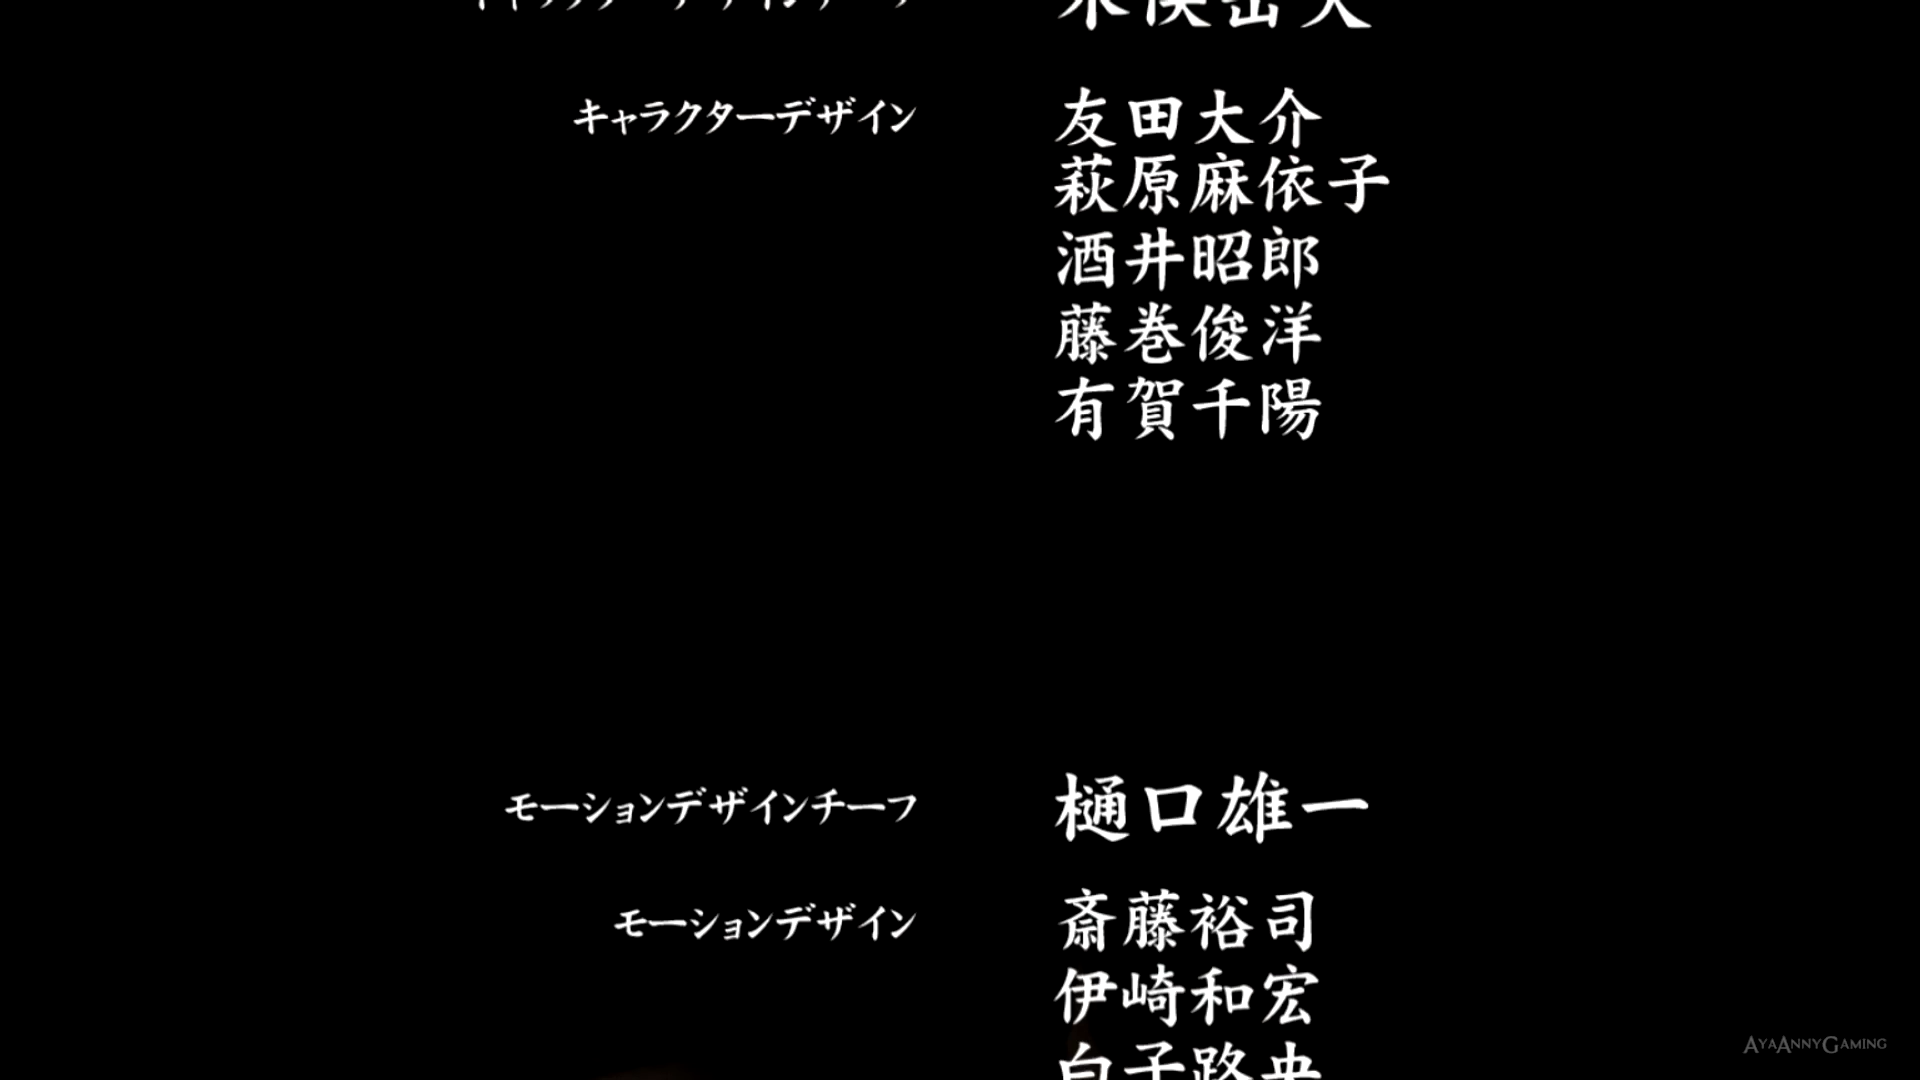 キャラクターデザイン 友田大介
萩原麻依子
酒井昭郎
藤巻俊洋
有賀千陽
モーションデザインチーフ 樋口雄一
モーションデザイン 斎藤裕司
伊崎和宏
AyaAnnyGaming